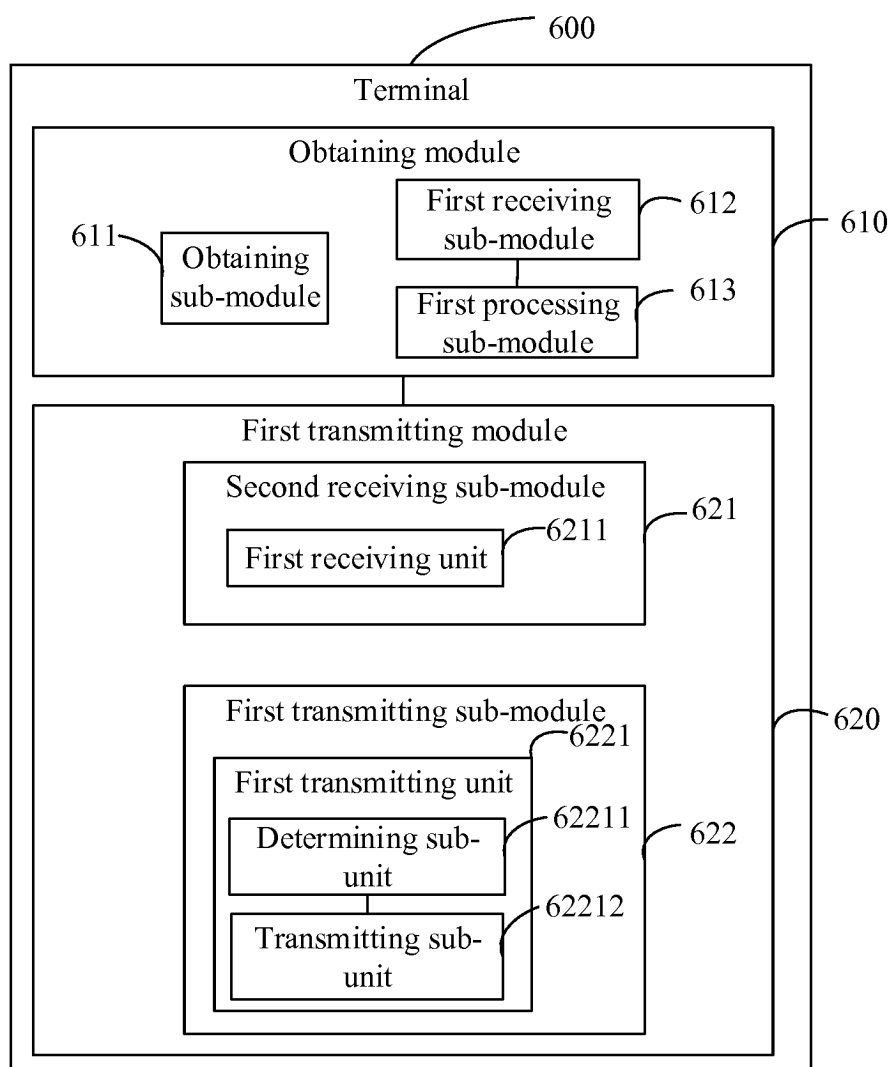 600
Terminal
Obtaining module
First receiving
sub-module
612
611
Obtaining
sub-module
610
First processing
sub-module
613
First transmitting module
Second receiving sub-module
621
First receiving unit
6211
First transmitting sub-module
6221
620
First transmitting unit
Determining sub-
unit
62211
622
Transmitting sub-
unit
62212